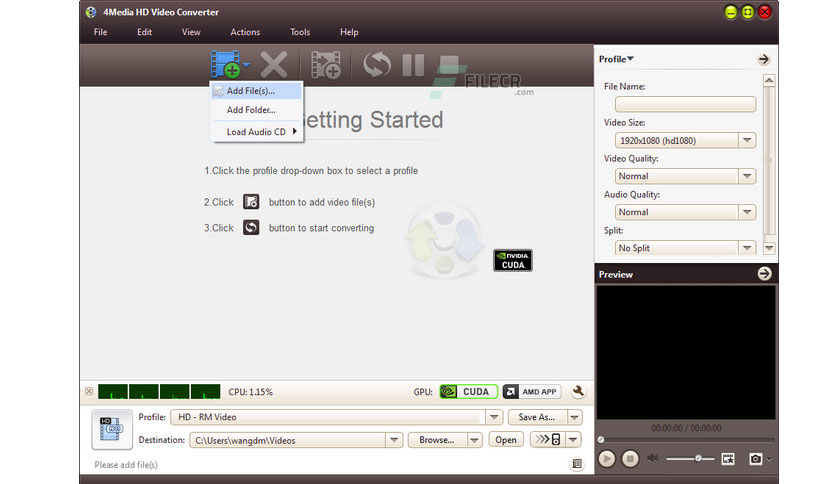 4Media HD Video Converter
File Edit View Actions Tools Help
FILECR
.com
Add File(s)...
Add Folder...
Load Audio CD
etting Started
1.Click the profile drop-down box to select a profile
2.Click button to add video file(s)
3.Click button to start converting
NVIDIA.
CUDA.
Profile
File Name:
Video Size:
1920x1080 (hd1080)
Video Quality:
Normal
Audio Quality:
Normal
Split:
No Split
Preview
00:00:00 / 00:00:00
CPU: 1.15% GPU: CUDA AMD APP
HD
Profile: HD - RM Video Save As...
Destination: C:\Users\wangdm\Videos Browse... Open
Please add file(s)